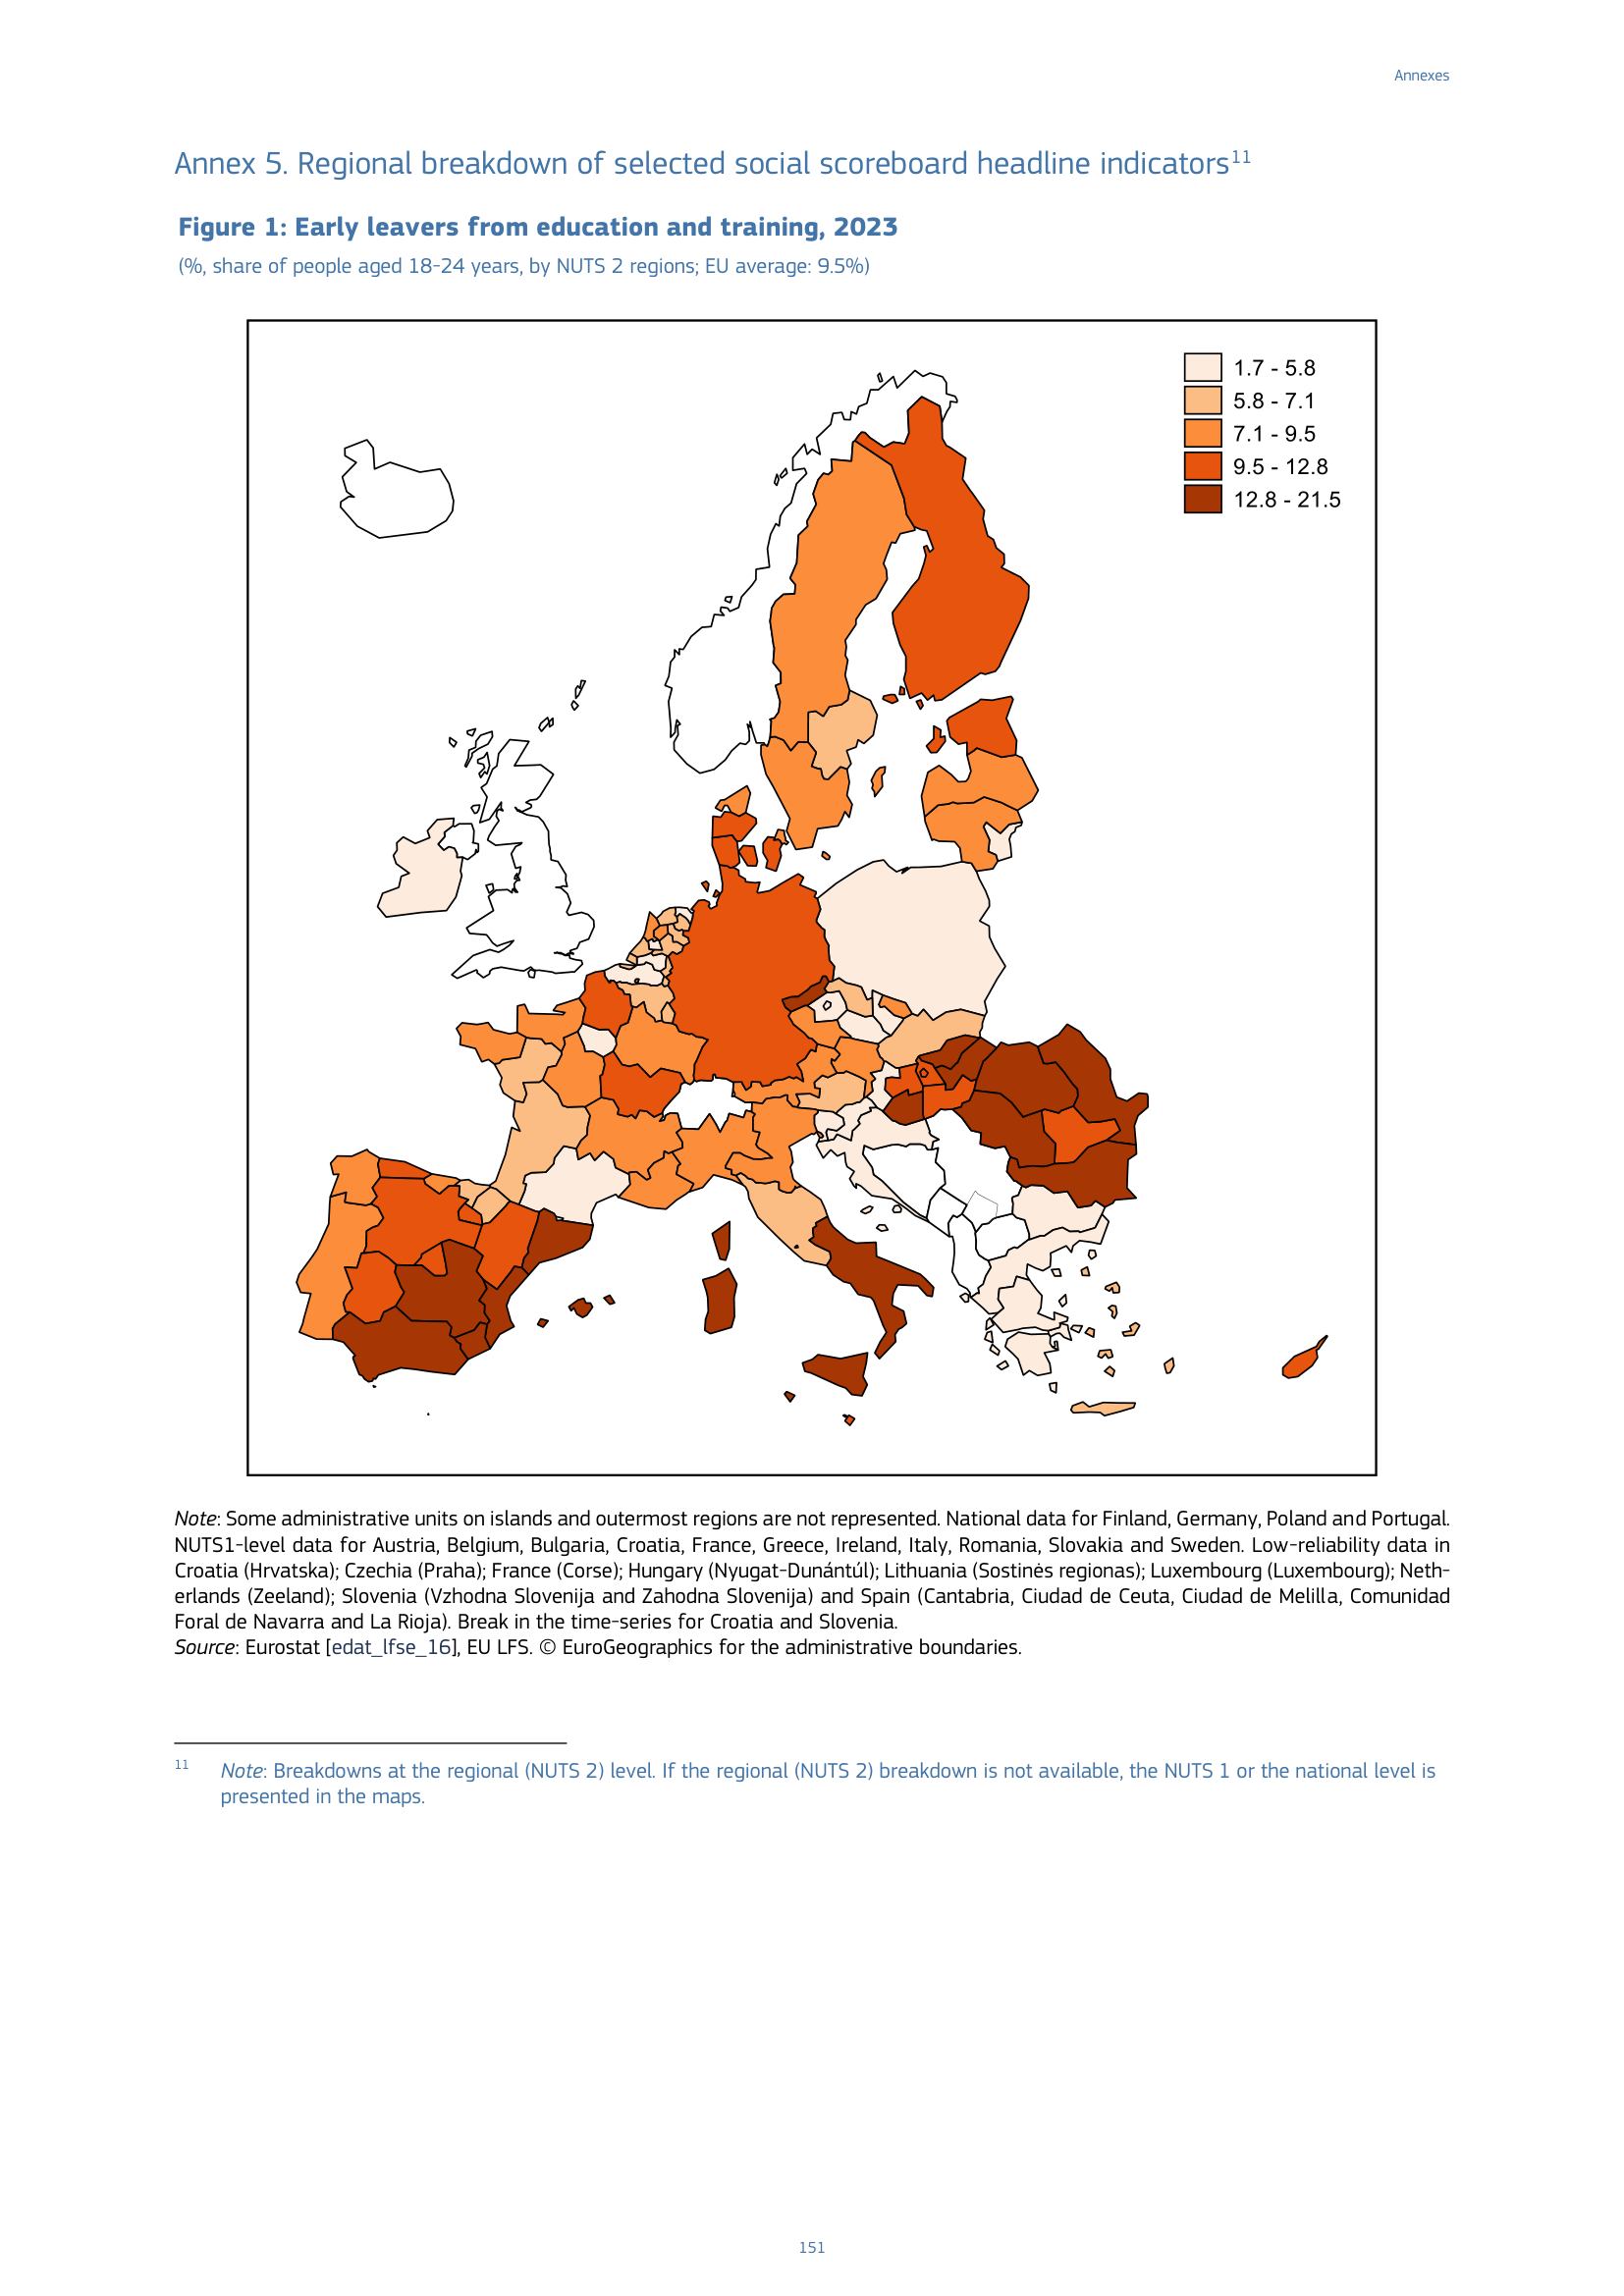 Annexes
Annex 5. Regional breakdown of selected social scoreboard headline indicators¹¹
Figure 1: Early leavers from education and training, 2023
(%, share of people aged 18-24 years, by NUTS 2 regions; EU average: 9.5%)
1.7 - 5.8
5.8 - 7.1
7.1 - 9.5
9.5 - 12.8
12.8 - 21.5
Note: Some administrative units on islands and outermost regions are not represented. National data for Finland, Germany, Poland and Portugal.
NUTS1-level data for Austria, Belgium, Bulgaria, Croatia, France, Greece, Ireland, Italy, Romania, Slovakia and Sweden. Low-reliability data in
Croatia (Hrvatska); Czechia (Praha); France (Corse); Hungary (Nyugat-Dunántúl); Lithuania (Sostinės regionas); Luxembourg (Luxembourg); Neth-
erlands (Zeeland); Slovenia (Vzhodna Slovenija and Zahodna Slovenija) and Spain (Cantabria, Ciudad de Ceuta, Ciudad de Melilla, Comunidad
Foral de Navarra and La Rioja). Break in the time-series for Croatia and Slovenia.
Source: Eurostat [edat_lfse_16], EU LFS. © EuroGeographics for the administrative boundaries.
11 Note: Breakdowns at the regional (NUTS 2) level. If the regional (NUTS 2) breakdown is not available, the NUTS 1 or the national level is
presented in the maps.
151